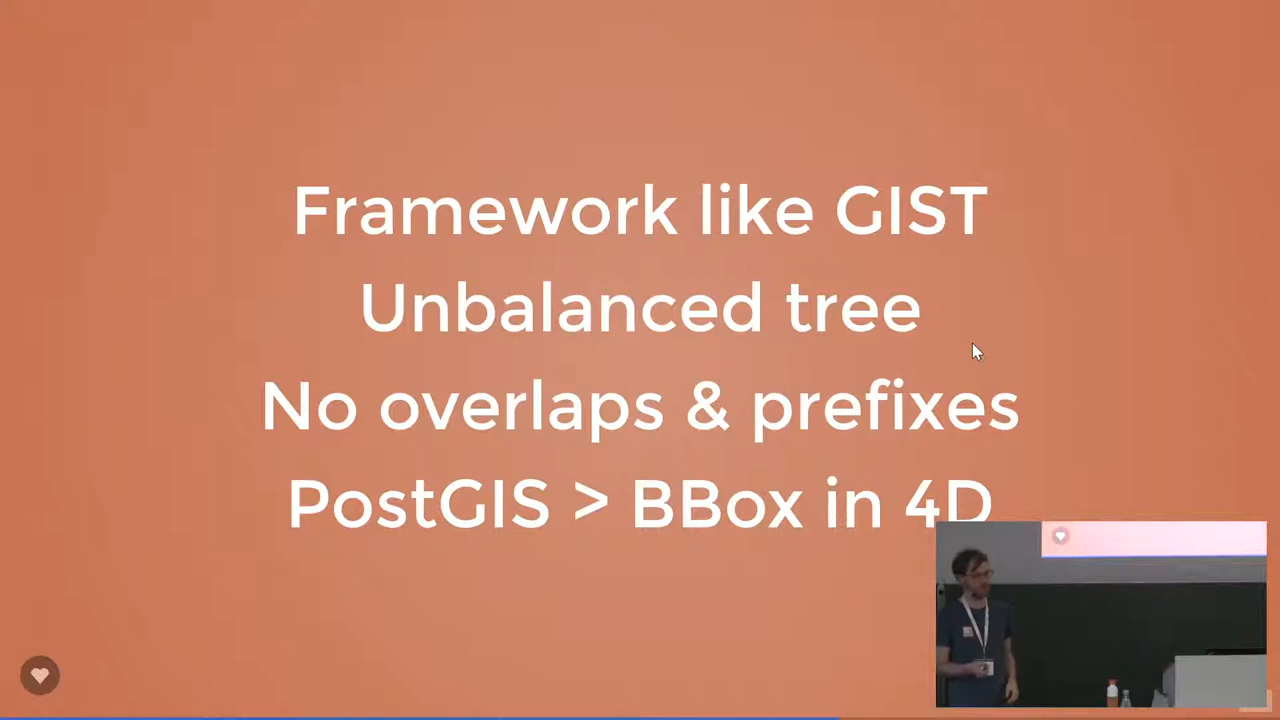 Framework like GIST
Unbalanced tree
No overlaps & prefixes
PostGIS > BBox in 4D